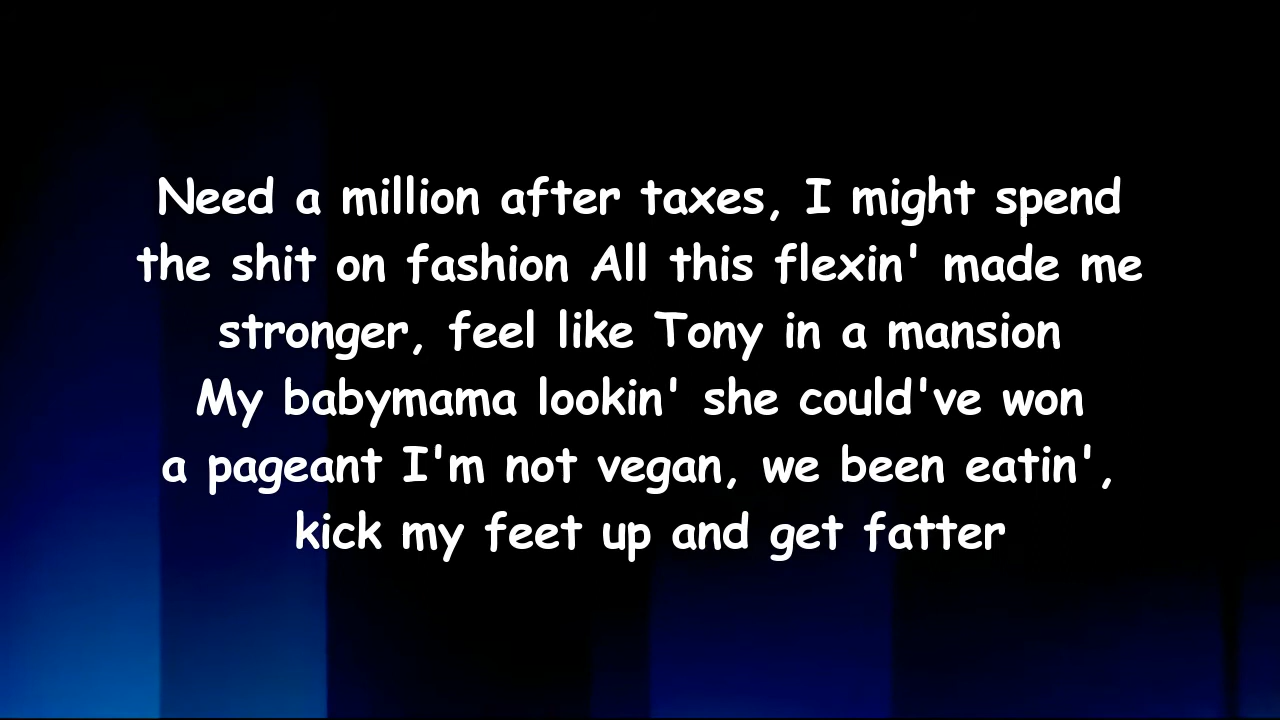 Need a million after taxes, I might spend
the shit on fashion All this flexin' made me
stronger, feel like Tony in a mansion
My babymama lookin' she could've won
a pageant I'm not vegan, we been eatin',
kick my feet up and get fatter